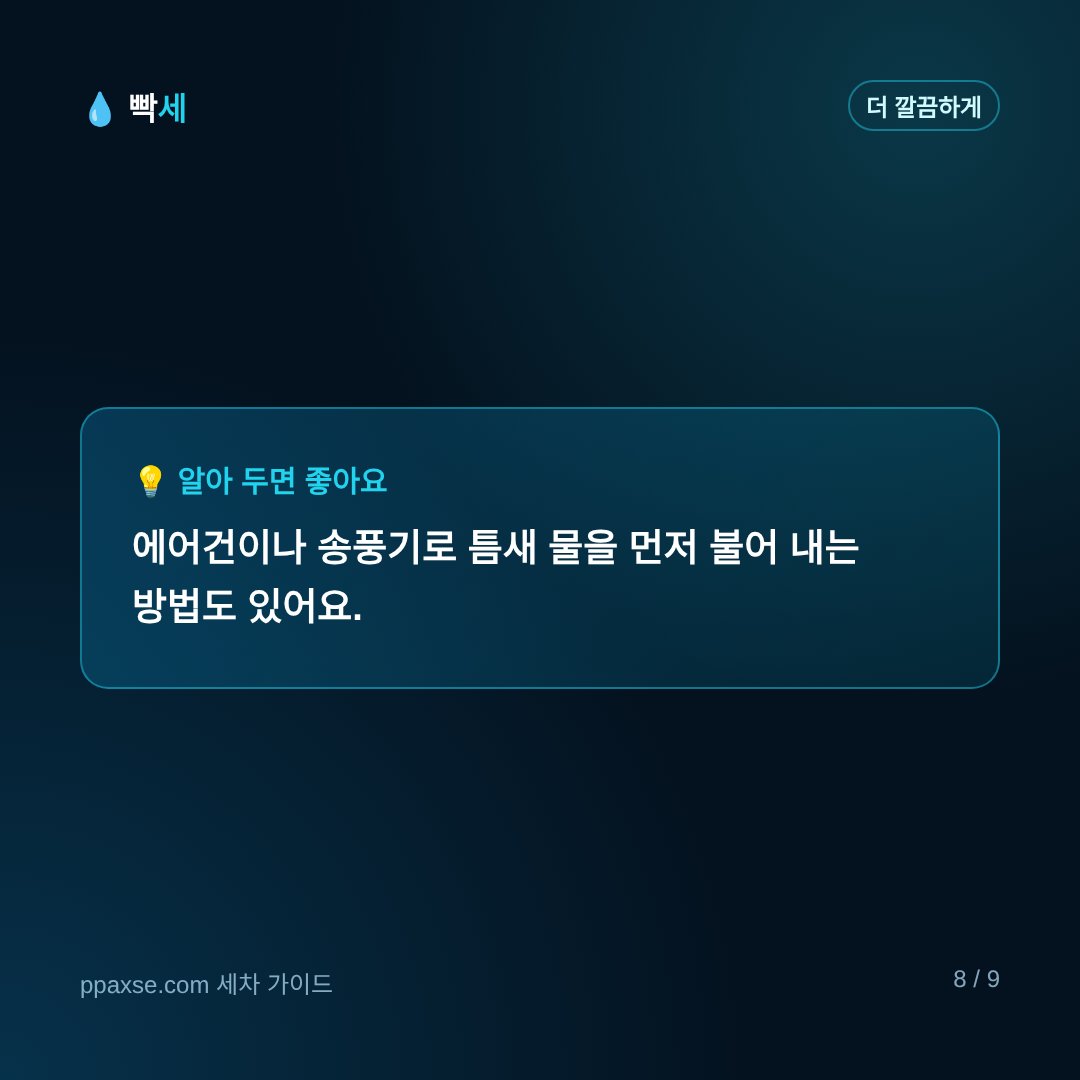 💧 빡세
더 깔끔하게
💡 알아 두면 좋아요
에어건이나 송풍기로 틈새 물을 먼저 불어 내는
방법도 있어요.
ppaxse.com 세차 가이드
8 / 9